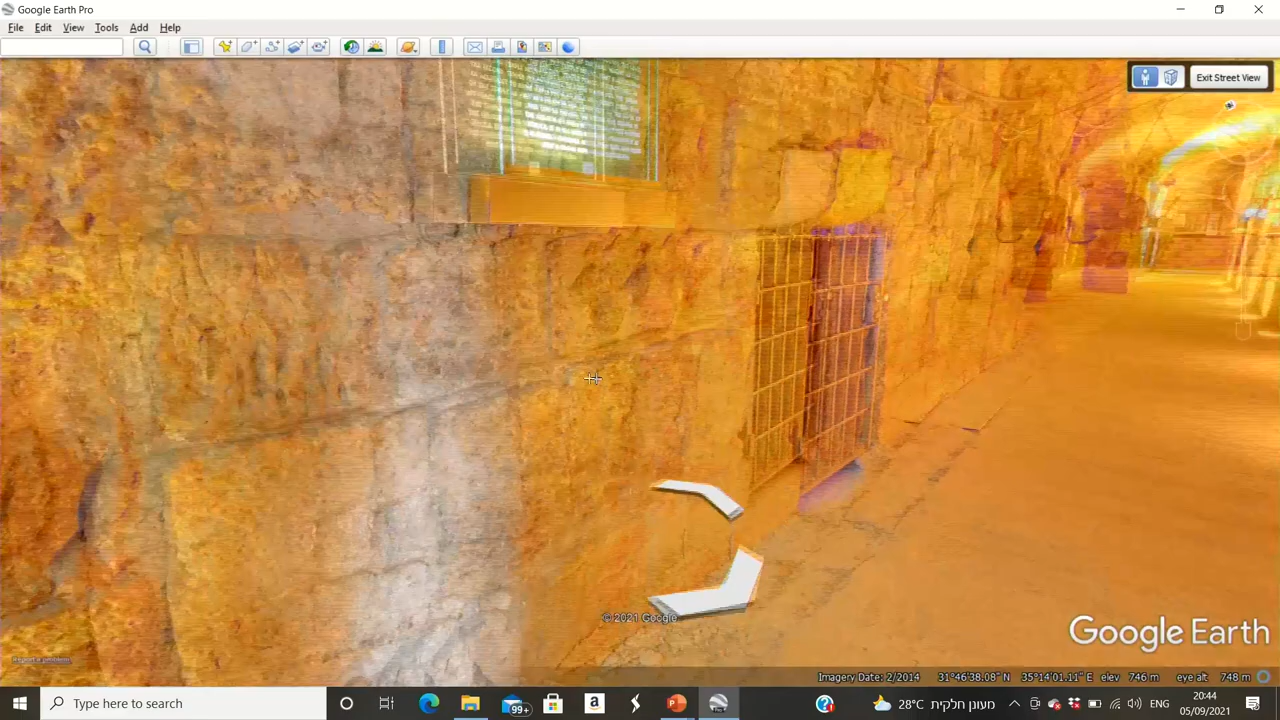 Google Earth Pro
File Edit View Tools Add Help
Exit Street View
© 2021 Google
Google Earth
Report a problem
Imagery Date: 2/2014 31°46'38.08" N 35°14'01.11" E elev 746 m eye alt 748 m
Type here to search
99+
28°C מעונן חלקית
ENG
20:44
05/09/2021